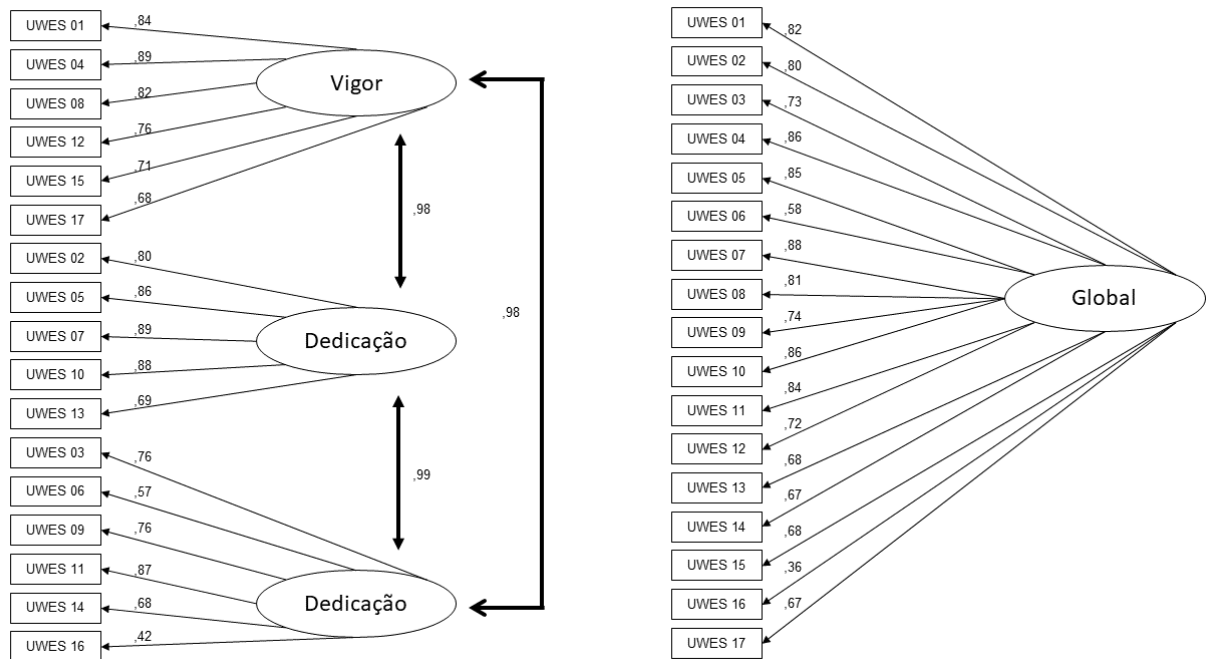 UWES 01
,84
UWES 04
,89
UWES 08
,82
UWES 12
,76
UWES 15
,71
UWES 17
,68
Vigor
,98
UWES 02
,80
UWES 05
,86
UWES 07
,89
UWES 10
,88
UWES 13
,69
Dedicação
,98
,99
UWES 03
,76
UWES 06
,57
UWES 09
,76
UWES 11
,87
UWES 14
,68
UWES 16
,42
Dedicação
UWES 01
,82
UWES 02
,80
UWES 03
,73
UWES 04
,86
UWES 05
,85
UWES 06
,58
UWES 07
,88
UWES 08
,81
UWES 09
,74
UWES 10
,86
UWES 11
,84
UWES 12
,72
UWES 13
,68
UWES 14
,67
UWES 15
,68
UWES 16
,36
UWES 17
,67
Global